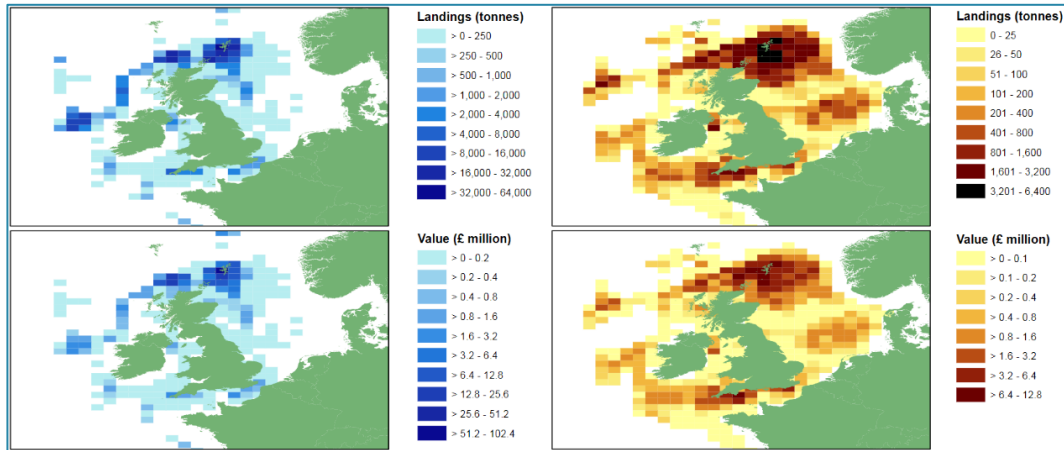 Landings (tonnes)
> 0 - 250
> 250 - 500
> 500 - 1,000
> 1,000 - 2,000
> 2,000 - 4,000
> 4,000 - 8,000
> 8,000 - 16,000
> 16,000 - 32,000
> 32,000 - 64,000
Landings (tonnes)
0 - 25
26 - 50
51 - 100
101 - 200
201 - 400
401 - 800
801 - 1,600
1,601 - 3,200
3,201 - 6,400
Value (£ million)
> 0 - 0.2
> 0.2 - 0.4
> 0.4 - 0.8
> 0.8 - 1.6
> 1.6 - 3.2
> 3.2 - 6.4
> 6.4 - 12.8
> 12.8 - 25.6
> 25.6 - 51.2
> 51.2 - 102.4
Value (£ million)
> 0 - 0.1
> 0.1 - 0.2
> 0.2 - 0.4
> 0.4 - 0.8
> 0.8 - 1.6
> 1.6 - 3.2
> 3.2 - 6.4
> 6.4 - 12.8